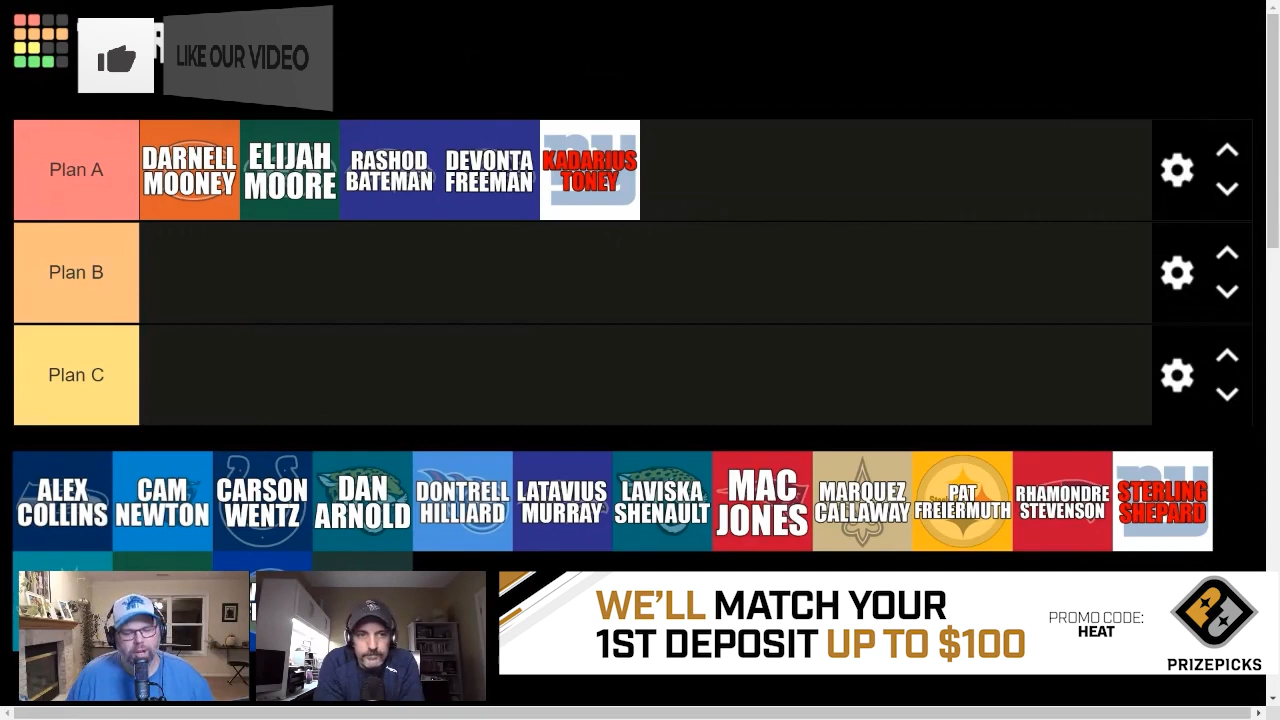 LIKE OUR VIDEO
Plan A
DARNELL
MOONEY
ELIJAH
MOORE
RASHOD
BATEMAN
DEVONTA
FREEMAN
KADARIUS
TONEY
Plan B
Plan C
ALEX
COLLINS
CAM
NEWTON
CARSON
WENTZ
DAN
ARNOLD
DONTRELL
HILLIARD
LATAVIUS
MURRAY
LAVISKA
SHENAULT
MAC
JONES
MARQUEZ
CALLAWAY
PAT
FREIERMUTH
RHAMONDRE
STEVENSON
STERLING
SHEPARD
WE'LL MATCH YOUR
1ST DEPOSIT UP TO $100
PROMO CODE:
HEAT
PRIZEPICKS